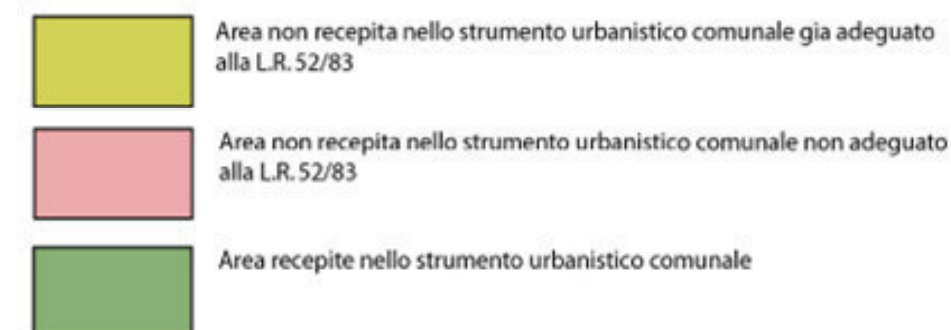 Area non recepita nello strumento urbanistico comunale gia adeguato
alla L.R. 52/83
Area non recepita nello strumento urbanistico comunale non adeguato
alla L.R. 52/83
Area recepite nello strumento urbanistico comunale